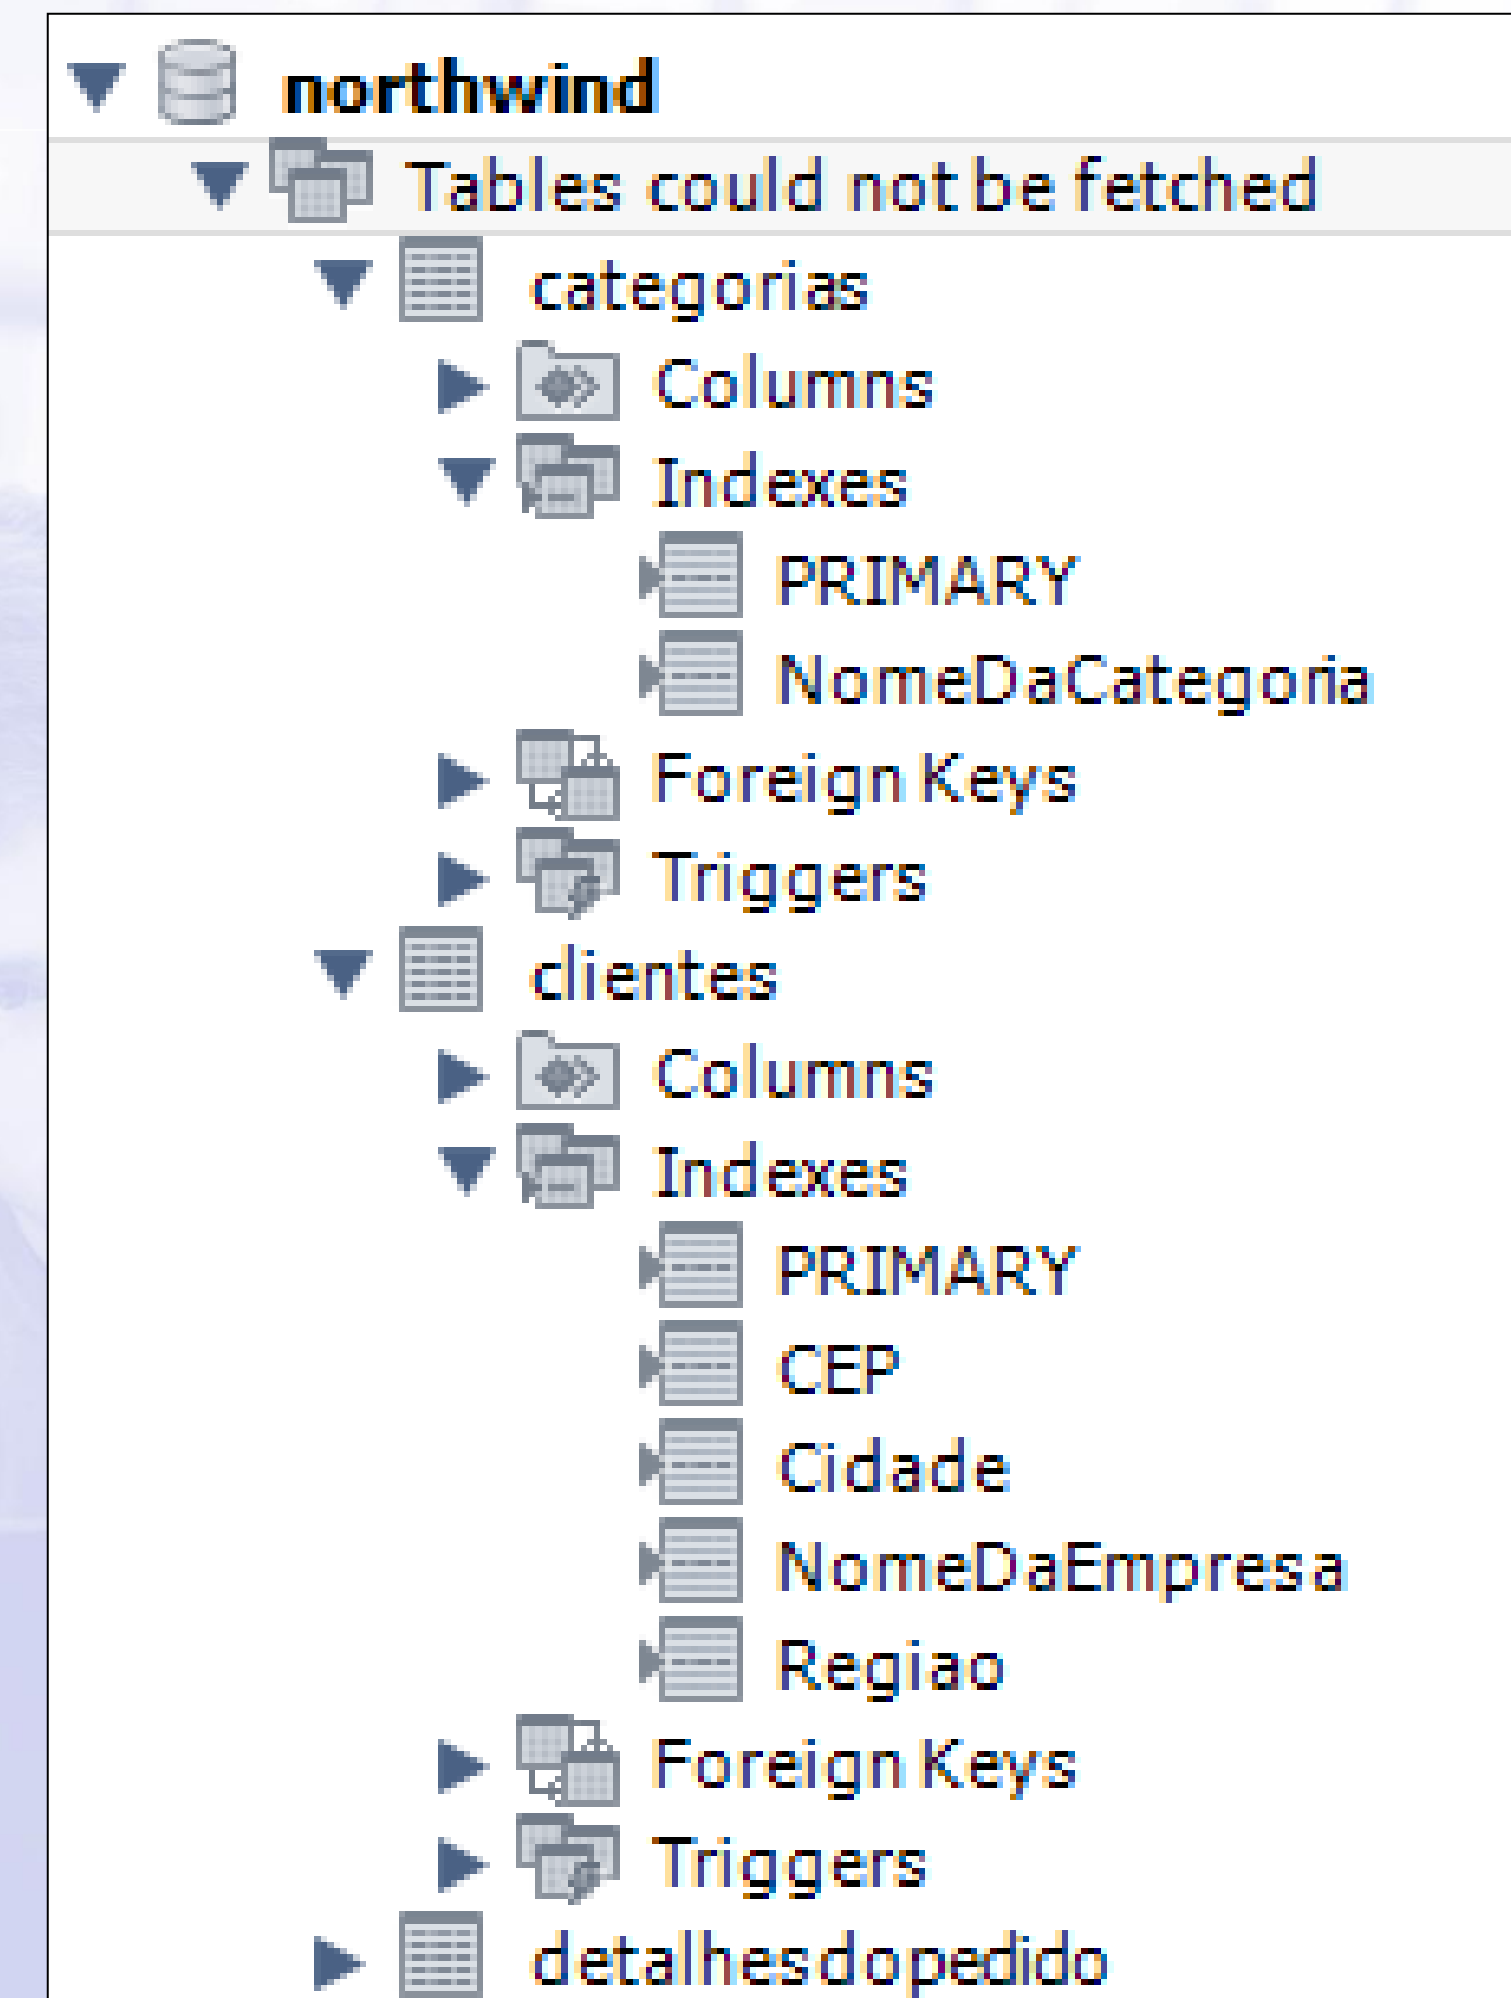 northwind
Tables could not be fetched
categorias
Columns
Indexes
PRIMARY
NomeDaCategoria
Foreign Keys
Triggers
clientes
Columns
Indexes
PRIMARY
CEP
Cidade
NomeDaEmpresa
Regiao
Foreign Keys
Triggers
detalhesdopedido